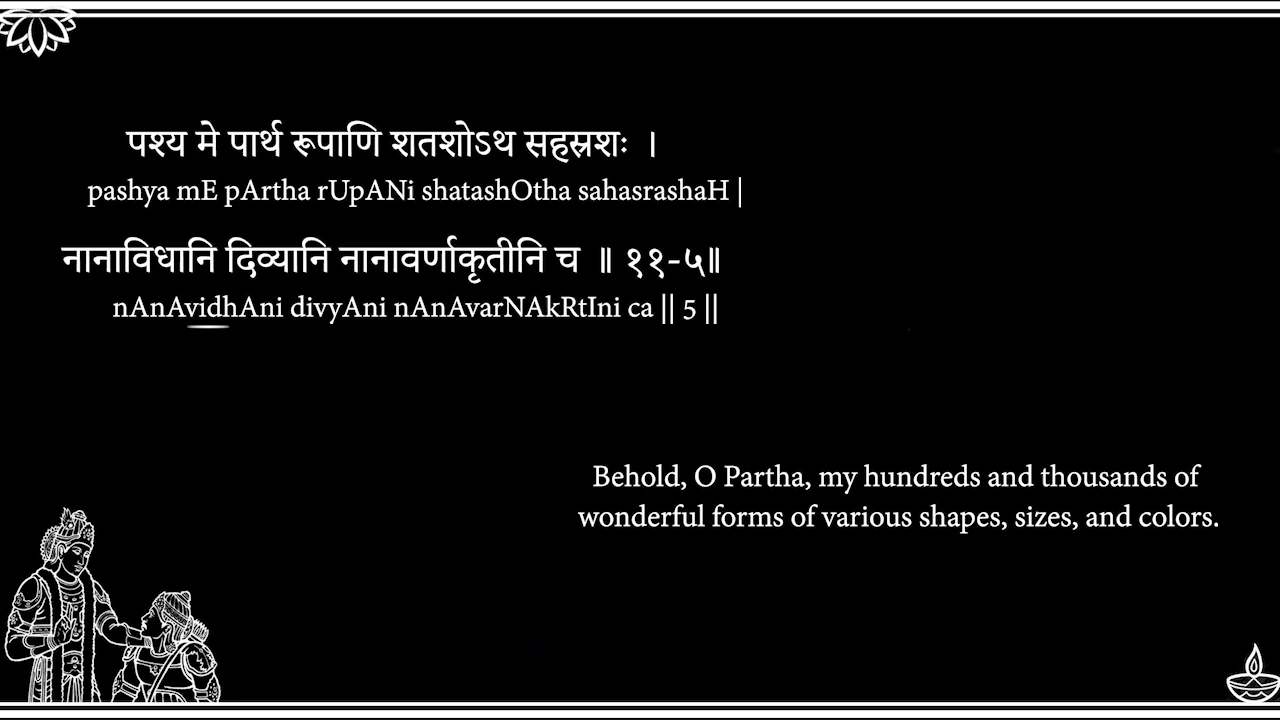 पश्य मे पार्थ रूपाणि शतशोऽथ सहस्रशः ।
pashya mE pArtha rUpANi shatashOtha sahasrashaH |
नानाविधानि दिव्यानि नानावर्णाकृतीनि च ॥ ११-५॥
nAnAvidhAni divyAni nAnAvarNAkRtIni ca || 5 ||
Behold, O Partha, my hundreds and thousands of
wonderful forms of various shapes, sizes, and colors.